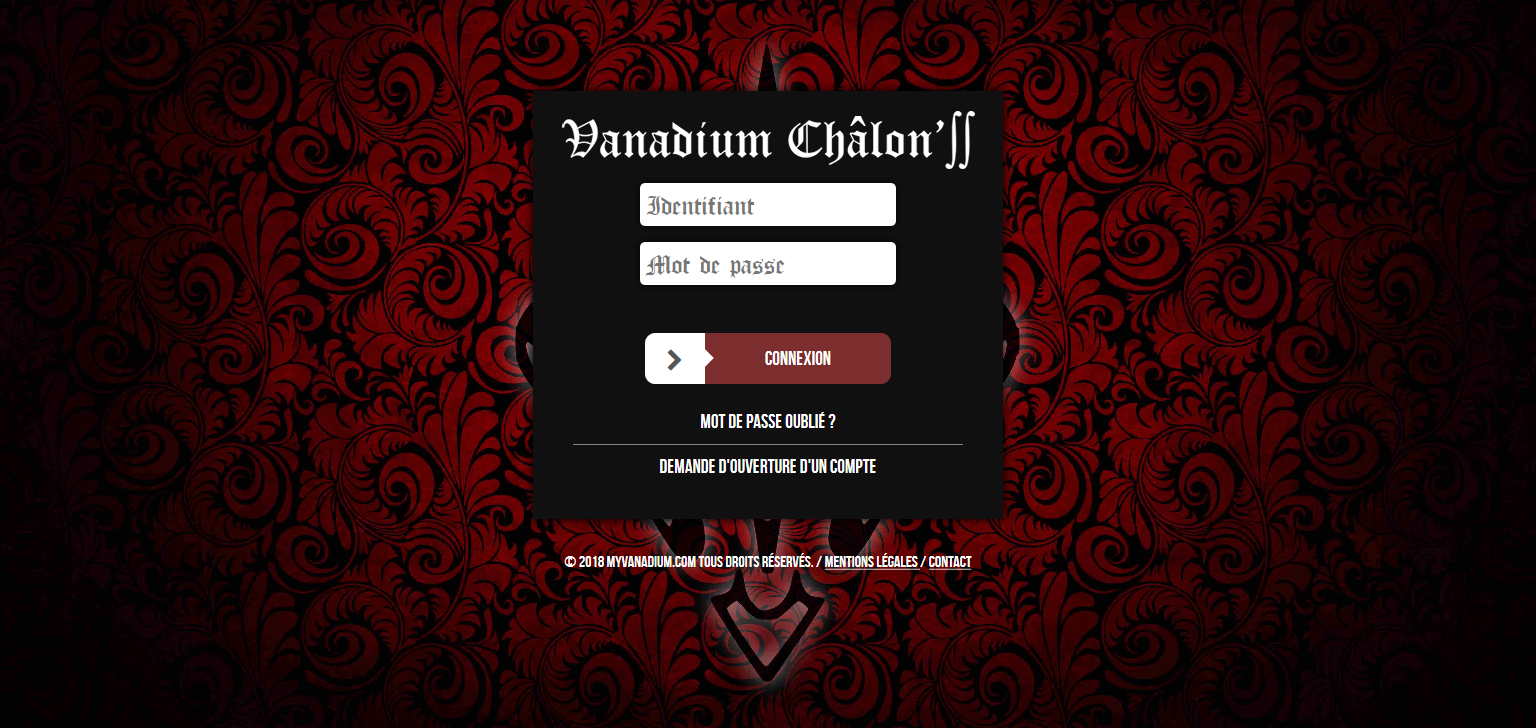 Vanadium Châlon'∬
Identifiant
Mot de passe
CONNEXION
MOT DE PASSE OUBLIÉ ?
DEMANDE D'OUVERTURE D'UN COMPTE
© 2018 MYVANADIUM.COM TOUS DROITS RÉSERVÉS. / MENTIONS LÉGALES / CONTACT